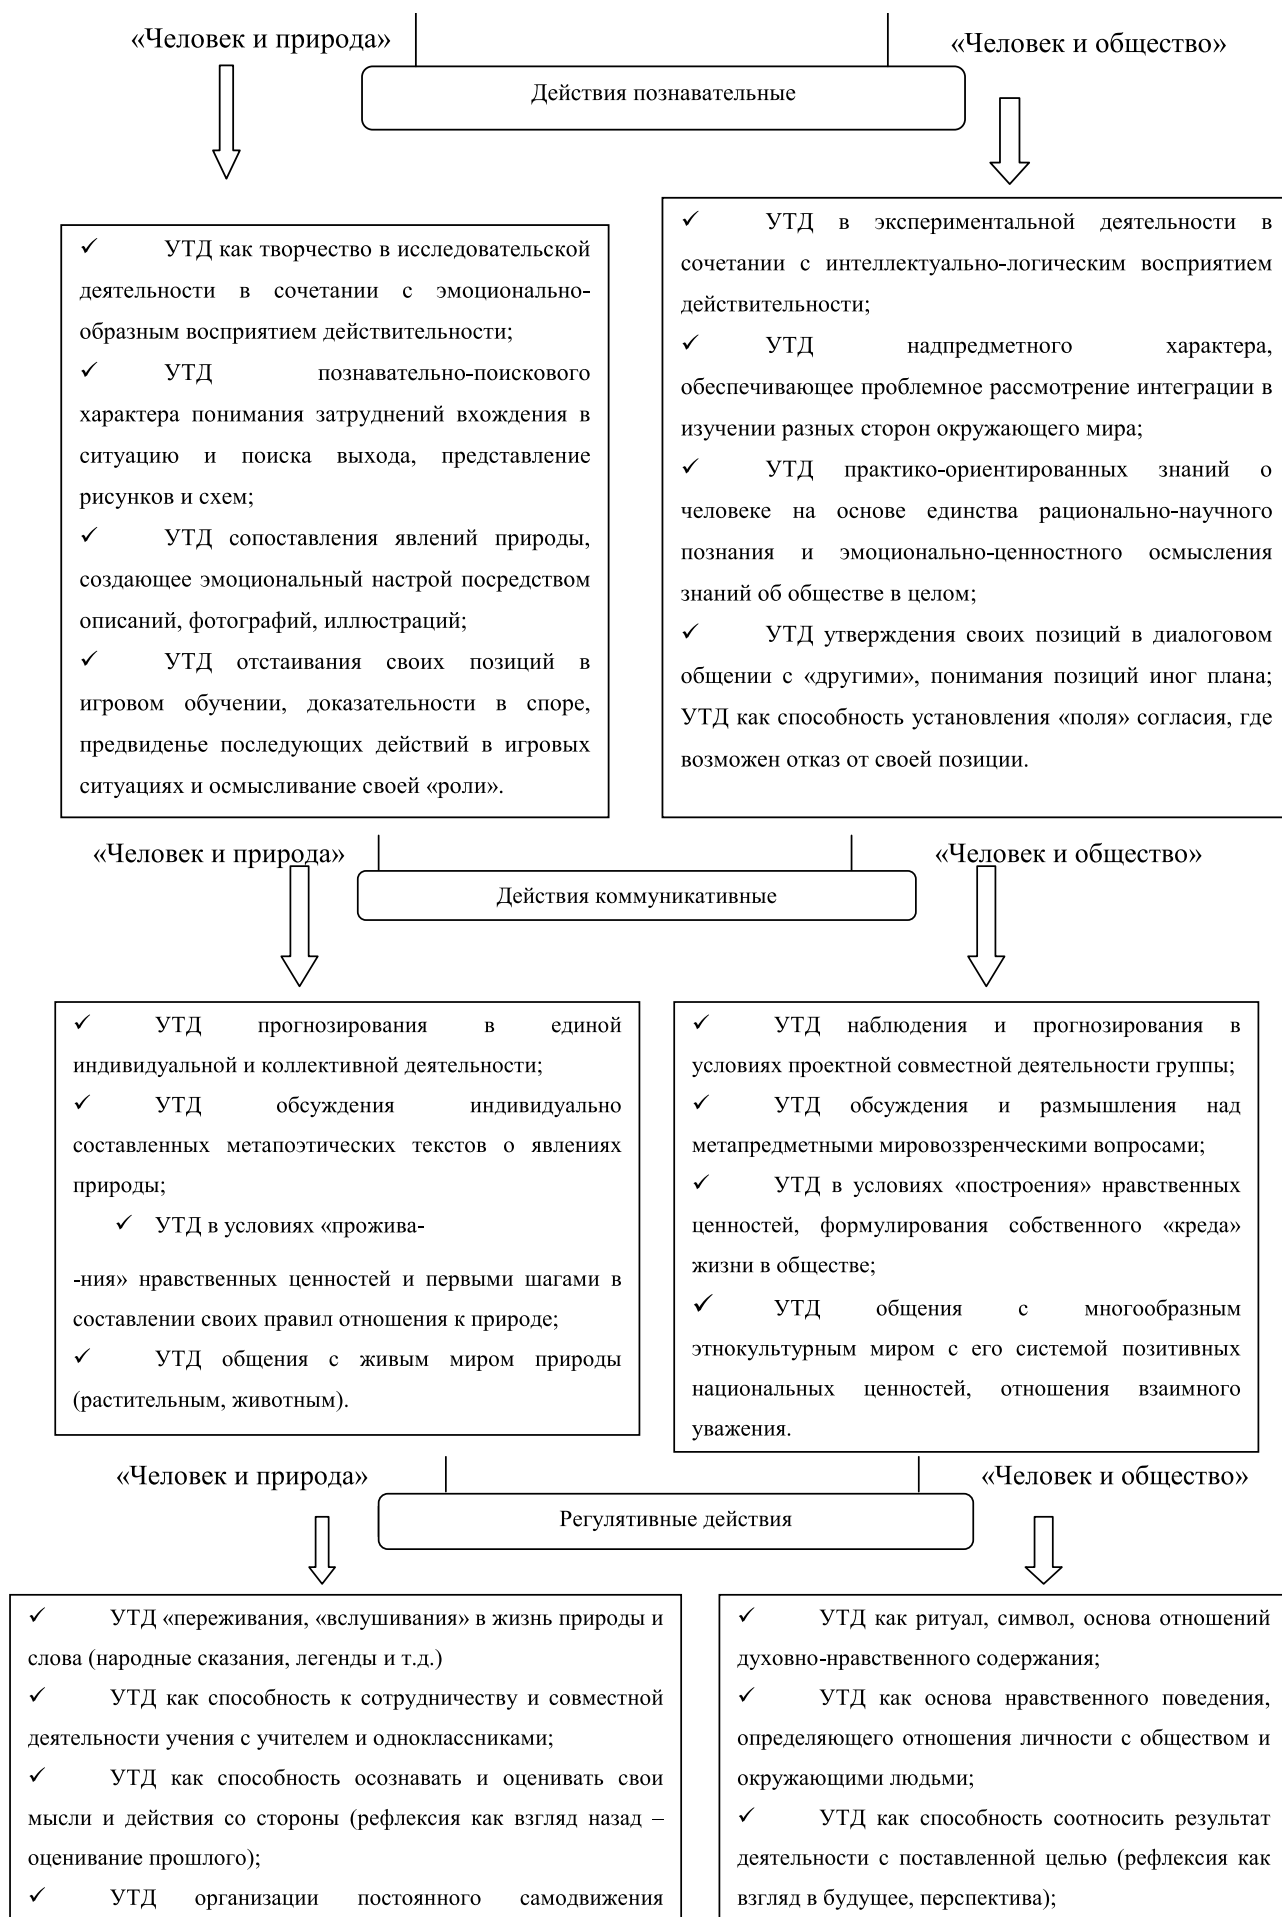 «Человек и природа»
«Человек и общество»
Действия познавательные
✓ УТД как творчество в исследовательской
деятельности в сочетании с эмоционально-
образным восприятием действительности;
✓ УТД познавательно-поискового
характера понимания затруднений вхождения в
ситуацию и поиска выхода, представление
рисунков и схем;
✓ УТД сопоставления явлений природы,
создающее эмоциональный настрой посредством
описаний, фотографий, иллюстраций;
✓ УТД отстаивания своих позиций в
игровом обучении, доказательности в споре,
предвиденье последующих действий в игровых
ситуациях и осмысливание своей «роли».
✓ УТД в экспериментальной деятельности в
сочетании с интеллектуально-логическим восприятием
действительности;
✓ УТД надпредметного характера,
обеспечивающее проблемное рассмотрение интеграции в
изучении разных сторон окружающего мира;
✓ УТД практико-ориентированных знаний о
человеке на основе единства рационально-научного
познания и эмоционально-ценностного осмысления
знаний об обществе в целом;
✓ УТД утверждения своих позиций в диалоговом
общении с «другими», понимания позиций иног плана;
УТД как способность установления «поля» согласия, где
возможен отказ от своей позиции.
«Человек и природа»
«Человек и общество»
Действия коммуникативные
✓ УТД прогнозирования в единой
индивидуальной и коллективной деятельности;
✓ УТД обсуждения индивидуально
составленных метапоэтических текстов о явлениях
природы;
✓ УТД в условиях «прожива-
-ния» нравственных ценностей и первыми шагами в
составлении своих правил отношения к природе;
✓ УТД общения с живым миром природы
(растительным, животным).
✓ УТД наблюдения и прогнозирования в
условиях проектной совместной деятельности группы;
✓ УТД обсуждения и размышления над
метапредметными мировоззренческими вопросами;
✓ УТД в условиях «построения» нравственных
ценностей, формулирования собственного «креда»
жизни в обществе;
✓ УТД общения с многообразным
этнокультурным миром с его системой позитивных
национальных ценностей, отношения взаимного
уважения.
«Человек и природа»
«Человек и общество»
Регулятивные действия
✓ УТД «переживания, «вслушивания» в жизнь природы и
слова (народные сказания, легенды и т.д.)
✓ УТД как способность к сотрудничеству и совместной
деятельности учения с учителем и одноклассниками;
✓ УТД как способность осознавать и оценивать свои
мысли и действия со стороны (рефлексия как взгляд назад –
оценивание прошлого);
✓ УТД организации постоянного самодвижения
✓ УТД как ритуал, символ, основа отношений
духовно-нравственного содержания;
✓ УТД как основа нравственного поведения,
определяющего отношения личности с обществом и
окружающими людьми;
✓ УТД как способность соотносить результат
деятельности с поставленной целью (рефлексия как
взгляд в будущее, перспектива);